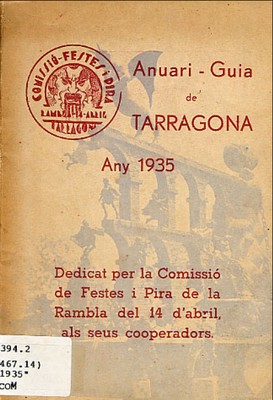 COMISSIÓ-FESTES i PIRA
RAMBLA-14-ABRIL
TARRAGONA
Anuari - Guia
de
TARRAGONA
Any 1935
Dedicat per la Comissió
de Festes i Pira de la
Rambla del 14 d'abril,
als seus cooperadors.
394.2
467.14)
1935"
COM